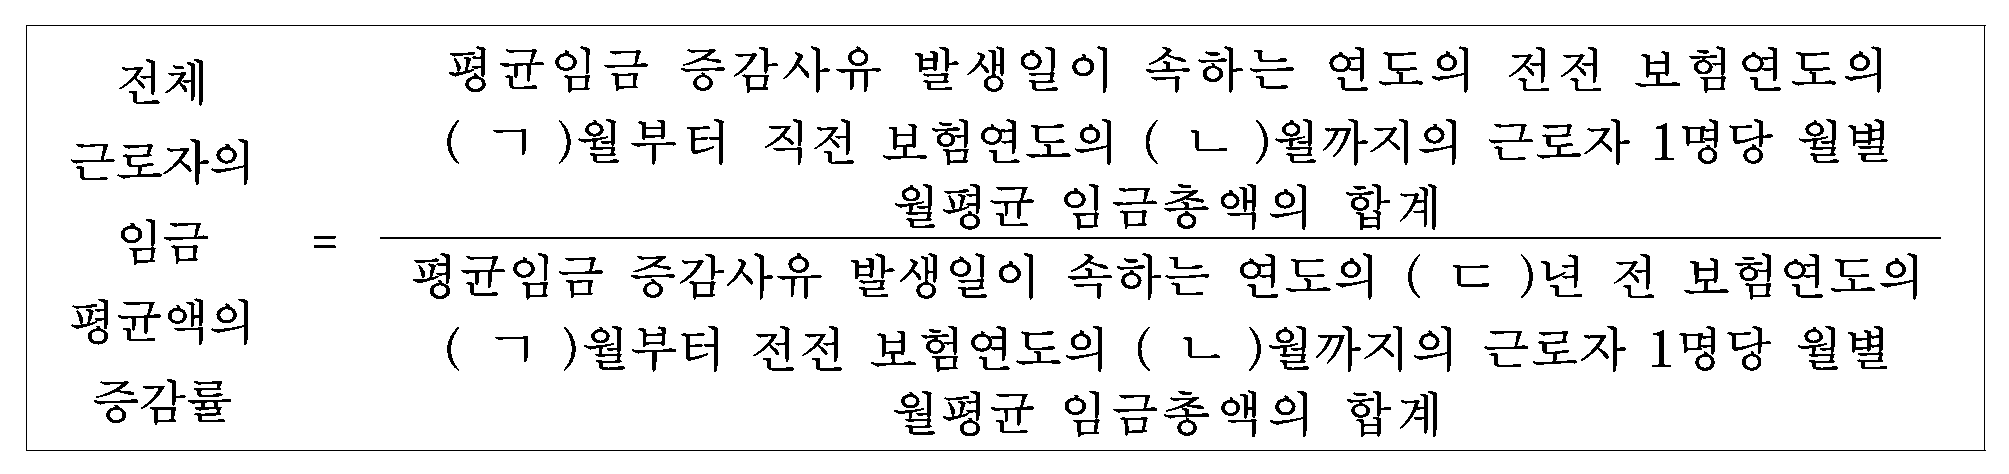 전체
근로자의
임금
평균액의
증감률
=
평균임금 증감사유 발생일이 속하는 연도의 전전 보험연도의
( ㄱ )월부터 직전 보험연도의 ( ㄴ )월까지의 근로자 1명당 월별
월평균 임금총액의 합계
평균임금 증감사유 발생일이 속하는 연도의 ( ㄷ )년 전 보험연도의
( ㄱ )월부터 전전 보험연도의 ( ㄴ )월까지의 근로자 1명당 월별
월평균 임금총액의 합계